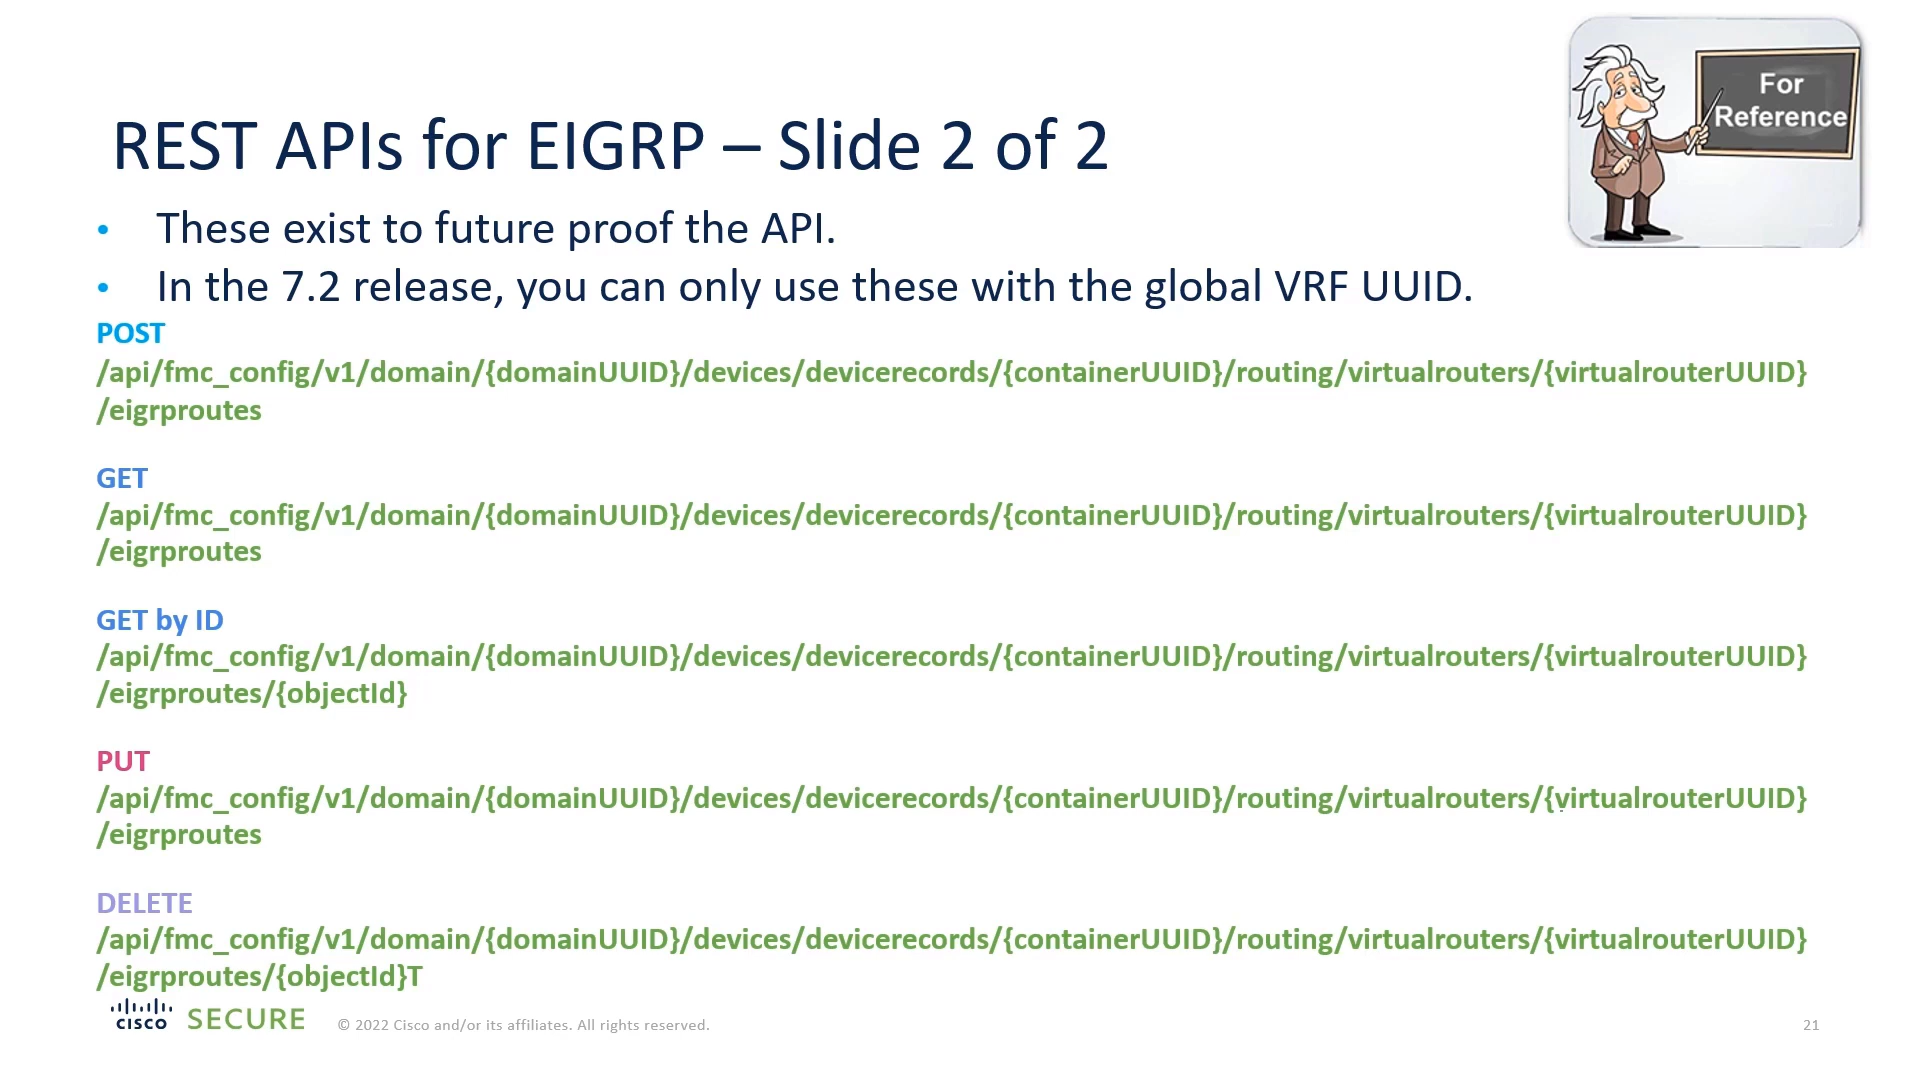 For
Reference
REST APIs for EIGRP – Slide 2 of 2
• These exist to future proof the API.
• In the 7.2 release, you can only use these with the global VRF UUID.
POST
/api/fmc_config/v1/domain/{domainUUID}/devices/devicerecords/{containerUUID}/routing/virtualrouters/{virtualrouterUUID}
/eigrproutes
GET
/api/fmc_config/v1/domain/{domainUUID}/devices/devicerecords/{containerUUID}/routing/virtualrouters/{virtualrouterUUID}
/eigrproutes
GET by ID
/api/fmc_config/v1/domain/{domainUUID}/devices/devicerecords/{containerUUID}/routing/virtualrouters/{virtualrouterUUID}
/eigrproutes/{objectId}
PUT
/api/fmc_config/v1/domain/{domainUUID}/devices/devicerecords/{containerUUID}/routing/virtualrouters/{virtualrouterUUID}
/eigrproutes
DELETE
/api/fmc_config/v1/domain/{domainUUID}/devices/devicerecords/{containerUUID}/routing/virtualrouters/{virtualrouterUUID}
/eigrproutes/{objectId}T
CISCO SECURE © 2022 Cisco and/or its affiliates. All rights reserved. 21